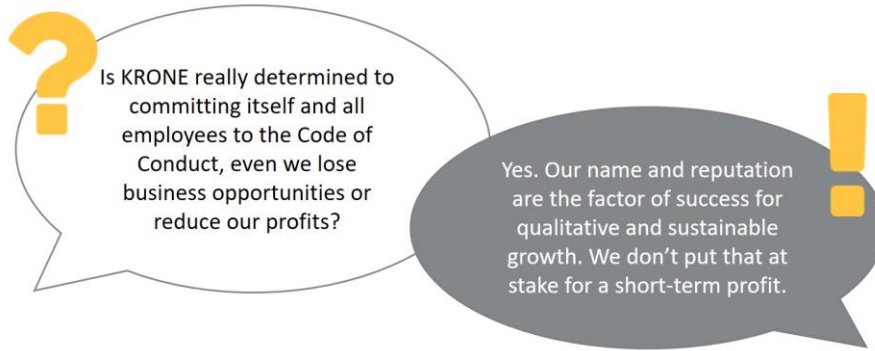 ?
Is KRONE really determined to
committing itself and all
employees to the Code of
Conduct, even we lose
business opportunities or
reduce our profits?
!
Yes. Our name and reputation
are the factor of success for
qualitative and sustainable
growth. We don’t put that at
stake for a short-term profit.